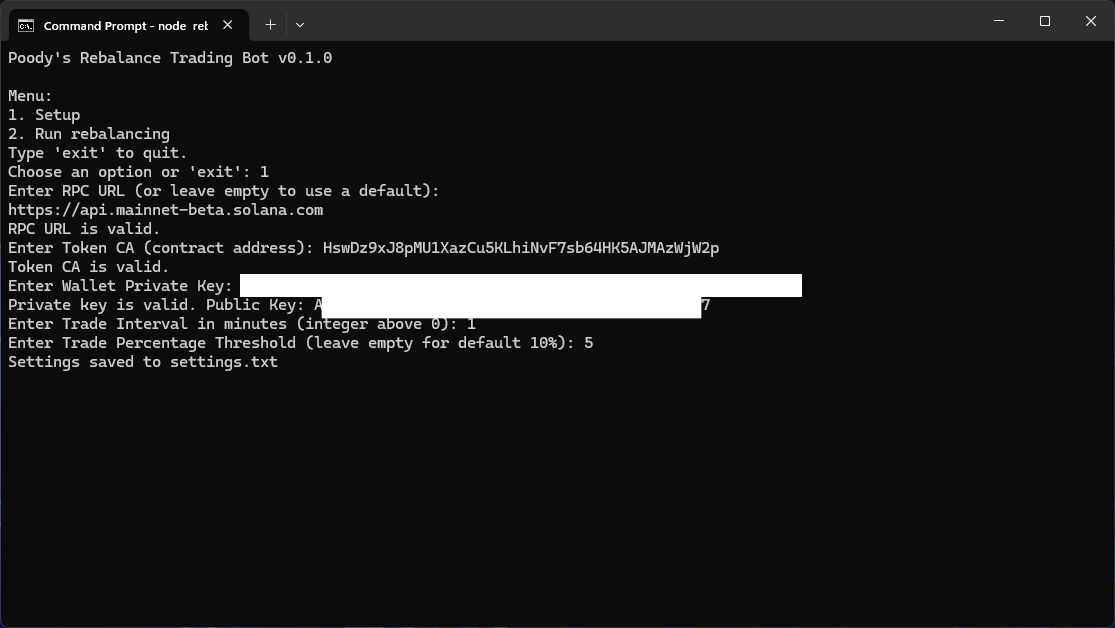 Command Prompt - node reb
Poody's Rebalance Trading Bot v0.1.0
Menu:
1. Setup
2. Run rebalancing
Type 'exit' to quit.
Choose an option or 'exit': 1
Enter RPC URL (or leave empty to use a default):
https://api.mainnet-beta.solana.com
RPC URL is valid.
Enter Token CA (contract address): HswDz9xJ8pMU1XazCu5KLhiNvF7sb64HK5AJMAzWjW2p
Token CA is valid.
Enter Wallet Private Key:
Private key is valid. Public Key: A 7
Enter Trade Interval in minutes (integer above 0): 1
Enter Trade Percentage Threshold (leave empty for default 10%): 5
Settings saved to settings.txt